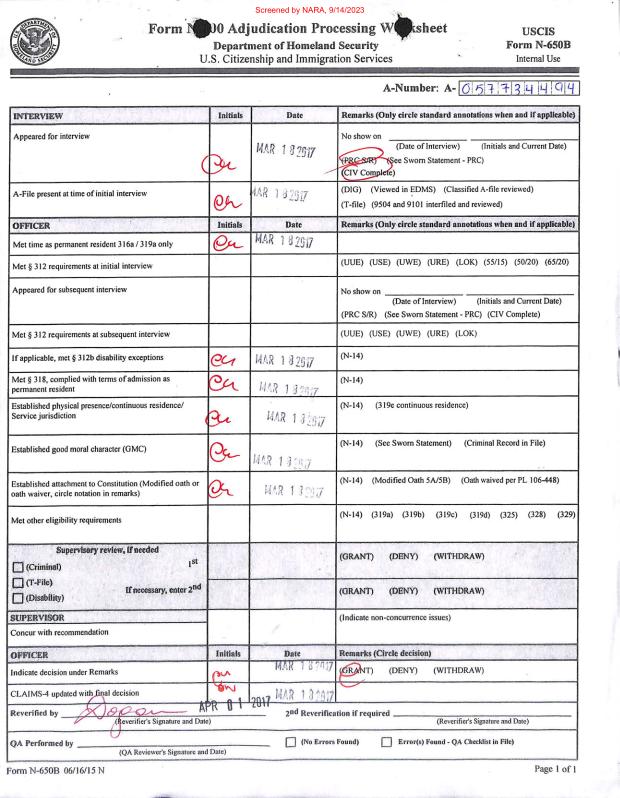 Screened by NARA, 9/14/2023
Form N 00 Adjudication Processing W ksheet
Department of Homeland Security
U.S. Citizenship and Immigration Services
USCIS
Form N-650B
Internal Use
A-Number: A- 057734494
INTERVIEW Initials Date Remarks (Only circle standard annotations when and if applicable)
Appeared for interview MAR 18 2017 No show on
(Date of Interview) (Initials and Current Date)
(PRC S/R) (See Sworn Statement - PRC)
(CIV Complete)
A-File present at time of initial interview MAR 18 2017 (DIG) (Viewed in EDMS) (Classified A-file reviewed)
(T-file) (9504 and 9101 interfiled and reviewed)
OFFICER Initials Date Remarks (Only circle standard annotations when and if applicable)
Met time as permanent resident 316a / 319a only MAR 18 2017
Met § 312 requirements at initial interview (UUE) (USE) (UWE) (URE) (LOK) (55/15) (50/20) (65/20)
Appeared for subsequent interview No show on
(Date of Interview) (Initials and Current Date)
(PRC S/R) (See Sworn Statement - PRC) (CIV Complete)
Met § 312 requirements at subsequent interview (UUE) (USE) (UWE) (URE) (LOK)
If applicable, met § 312b disability exceptions MAR 18 2017 (N-14)
Met § 318, complied with terms of admission as
permanent resident MAR 18 2017 (N-14)
Established physical presence/continuous residence/
Service jurisdiction MAR 18 2017 (N-14) (319e continuous residence)
Established good moral character (GMC) MAR 18 2017 (N-14) (See Sworn Statement) (Criminal Record in File)
Established attachment to Constitution (Modified oath or
oath waiver, circle notation in remarks) MAR 18 2017 (N-14) (Modified Oath 5A/5B) (Oath waived per PL 106-448)
Met other eligibility requirements (N-14) (319a) (319b) (319c) (319d) (325) (328) (329)
Supervisory review, if needed
(Criminal) 1st (GRANT) (DENY) (WITHDRAW)
(T-File)
(Disability) If necessary, enter 2nd (GRANT) (DENY) (WITHDRAW)
SUPERVISOR (Indicate non-concurrence issues)
Concur with recommendation
OFFICER Initials Date Remarks (Circle decision)
Indicate decision under Remarks MAR 18 2017 (GRANT) (DENY) (WITHDRAW)
CLAIMS-4 updated with final decision MAR 18 2017
Reverified by APR 01 2017 2nd Reverification if required
(Reverifier's Signature and Date) (Reverifier's Signature and Date)
QA Performed by (No Errors Found) Error(s) Found - QA Checklist in File)
(QA Reviewer's Signature and Date)
Form N-650B 06/16/15 N Page 1 of 1